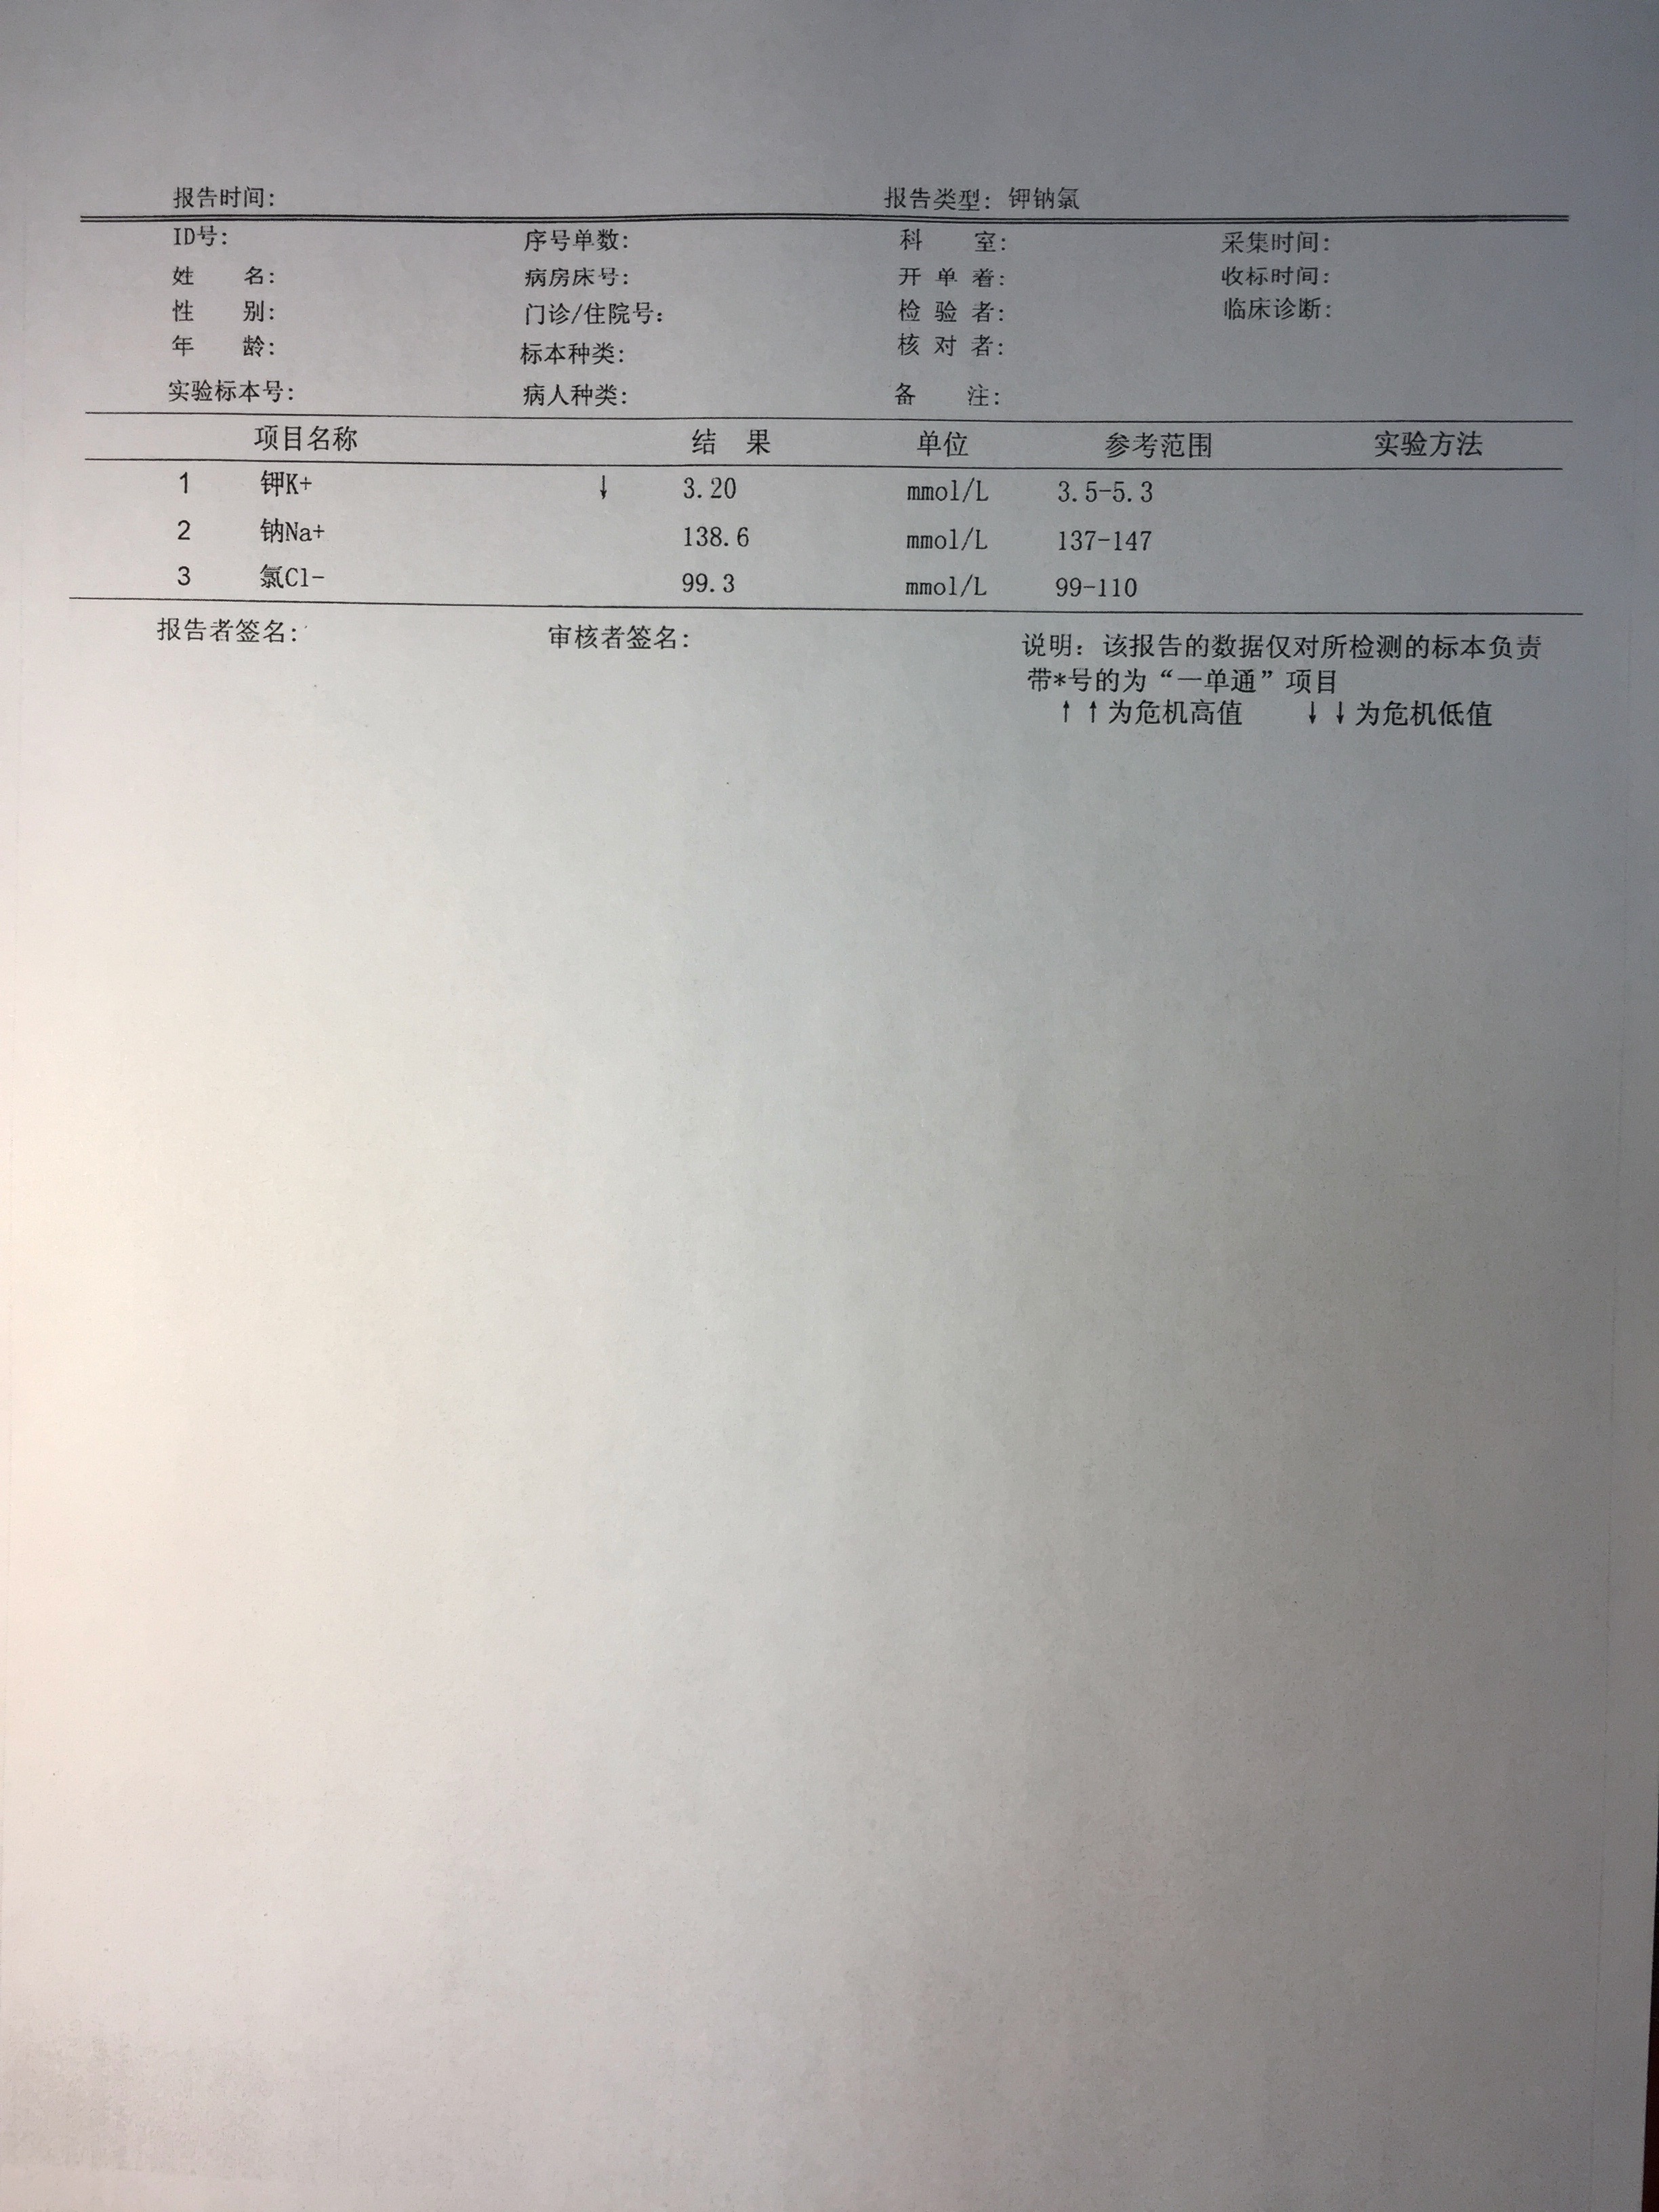 报告时间: 报告类型: 钾钠氯
ID号: 序号单数: 科 室: 采集时间:
姓 名: 病房床号: 开 单 着: 收标时间:
性 别: 门诊/住院号: 检 验 者: 临床诊断:
年 龄: 标本种类: 核 对 者:
实验标本号: 病人种类: 备 注:
项目名称 结 果 单位 参考范围 实验方法
1 钾K+ ↓ 3.20 mmol/L 3.5-5.3
2 钠Na+ 138.6 mmol/L 137-147
3 氯Cl- 99.3 mmol/L 99-110
报告者签名: 审核者签名: 说明: 该报告的数据仅对所检测的标本负责
带*号的为“一单通”项目
↑↑为危机高值 ↓↓为危机低值